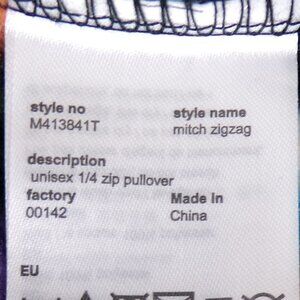 style no
style name
M413841T
mitch zigzag
description
unisex 1/4 zip pullover
factory
Made in
00142
China
EU